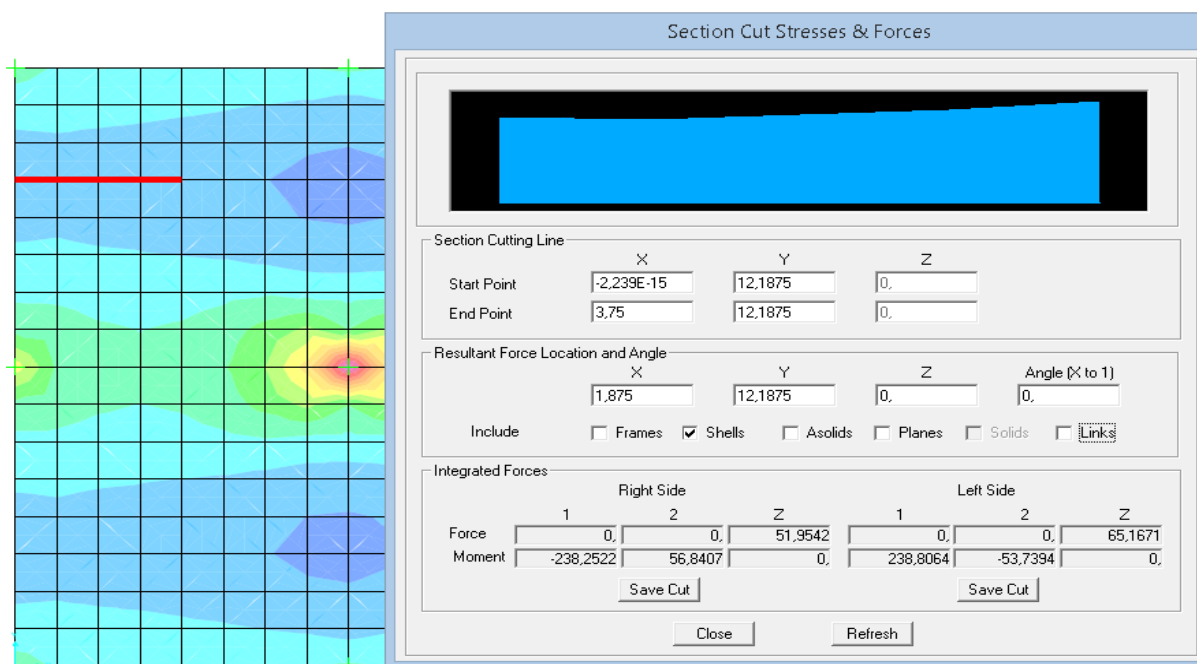 Section Cut Stresses & Forces
Section Cutting Line
X Y Z
Start Point -2,239E-15 12,1875 0,
End Point 3,75 12,1875 0,
Resultant Force Location and Angle
X Y Z Angle (X to 1)
1,875 12,1875 0, 0,
Include Frames Shells Asolids Planes Solids Links
Integrated Forces
Right Side Left Side
1 2 Z 1 2 Z
Force 0, 0, 51,9542 0, 0, 65,1671
Moment -238,2522 56,8407 0, 238,8064 -53,7394 0,
Save Cut Save Cut
Close Refresh